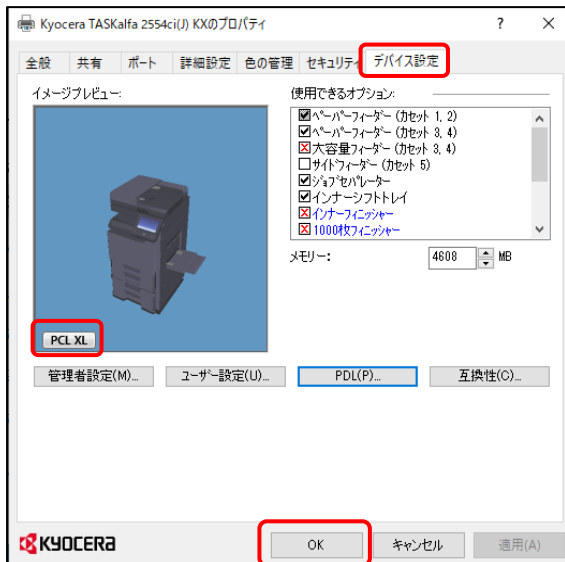 Kyocera TASKalfa 2554ci(J) KXのプロパティ
全般 共有 ポート 詳細設定 色の管理 セキュリティ デバイス設定
イメージプレビュー:
使用できるオプション:
ペーパーフィーダー (カセット 1, 2)
ペーパーフィーダー (カセット 3, 4)
大容量フィーダー (カセット 3, 4)
サイドフィーダー (カセット 5)
ジョブセパレーター
インナーシフトトレイ
インナーフィニッシャー
1000枚フィニッシャー
メモリー: 4608 MB
PCL XL
管理者設定(M)... ユーザー設定(U)... PDL(P)... 互換性(C)...
KYOCERA
OK キャンセル 適用(A)